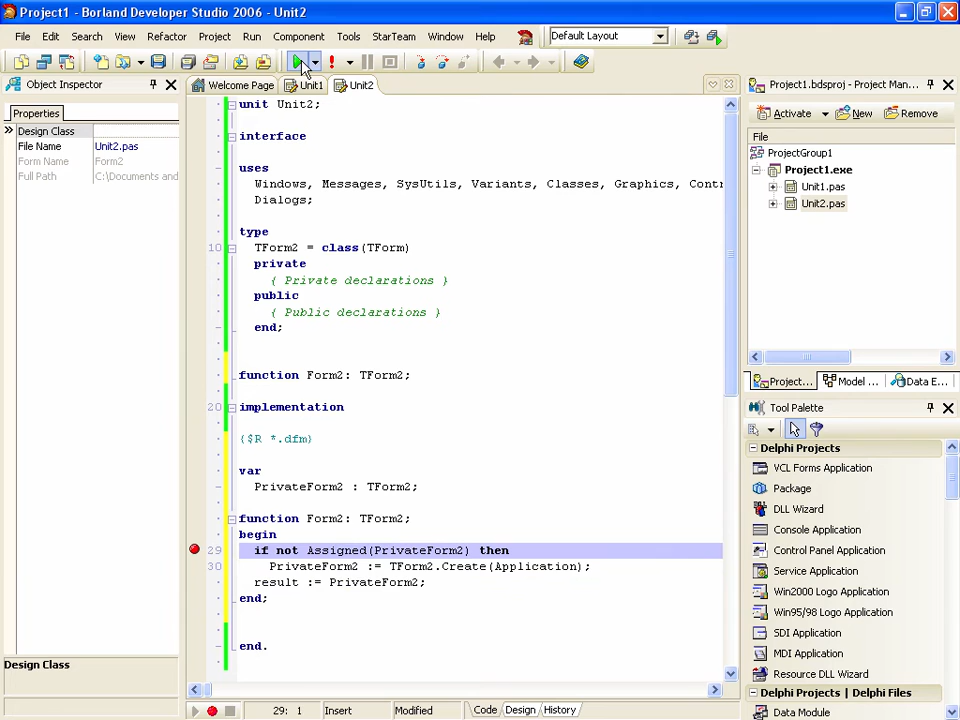 Project1 - Borland Developer Studio 2006 - Unit2
File Edit Search View Refactor Project Run Component Tools StarTeam Window Help
Default Layout
Object Inspector
Properties
Design Class
File Name Unit2.pas
Form Name Form2
Full Path C:\Documents and
Design Class
Welcome Page Unit1 Unit2
unit Unit2;
interface
uses
Windows, Messages, SysUtils, Variants, Classes, Graphics, Contr
Dialogs;
type
10 TForm2 = class(TForm)
private
{ Private declarations }
public
{ Public declarations }
end;
function Form2: TForm2;
20 implementation
{$R *.dfm}
var
PrivateForm2 : TForm2;
function Form2: TForm2;
begin
29 if not Assigned(PrivateForm2) then
30 PrivateForm2 := TForm2.Create(Application);
result := PrivateForm2;
end;
end.
29: 1 Insert Modified Code Design History
Project1.bdsproj - Project Man...
Activate New Remove
File
ProjectGroup1
Project1.exe
Unit1.pas
Unit2.pas
Project... Model ... Data E...
Tool Palette
Delphi Projects
VCL Forms Application
Package
DLL Wizard
Console Application
Control Panel Application
Service Application
Win2000 Logo Application
Win95/98 Logo Application
SDI Application
MDI Application
Resource DLL Wizard
Delphi Projects | Delphi Files
Data Module